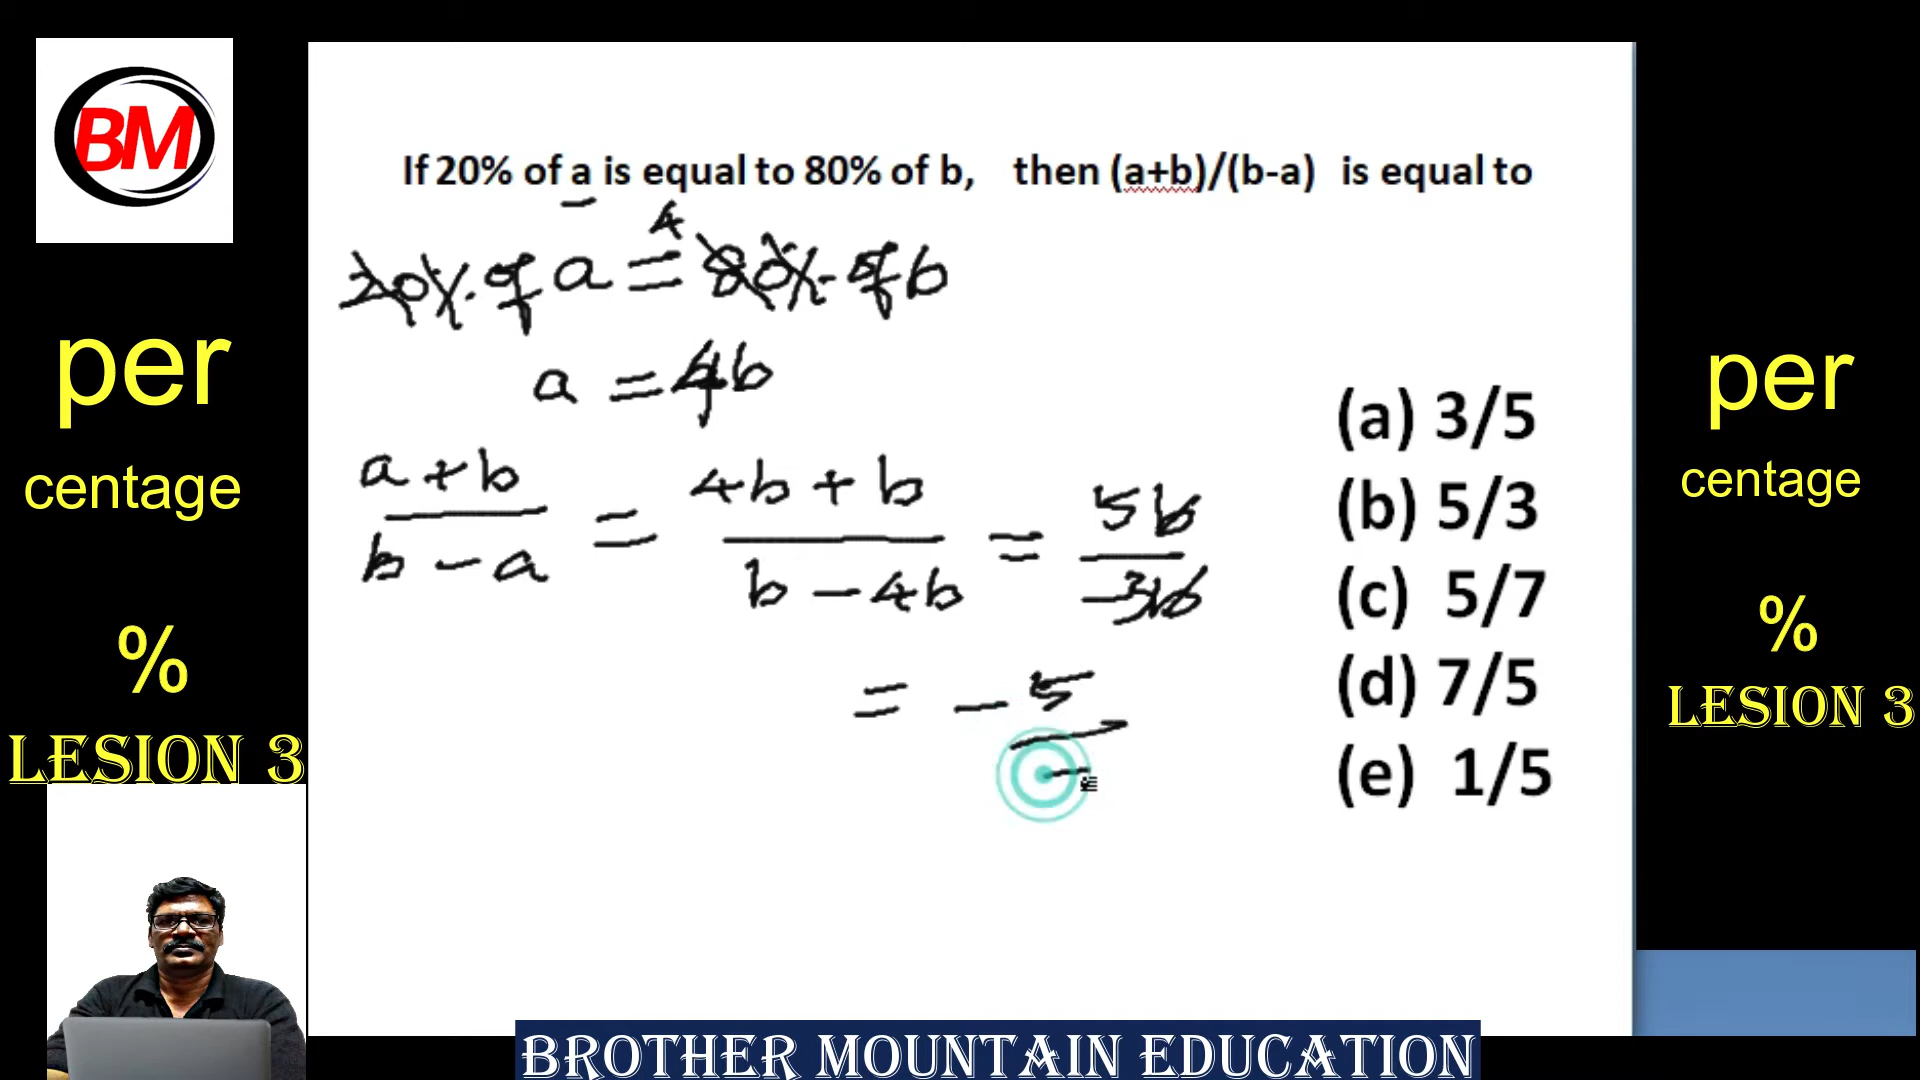 BM
If 20% of a is equal to 80% of b, then (a+b)/(b-a) is equal to
4
20% of a = 80% of b
a = 4b
a + b / b - a = 4b + b / b - 4b = 5b / -3b
= - 5
(a) 3/5
(b) 5/3
(c) 5/7
(d) 7/5
(e) 1/5
per
centage
%
LESION 3
per
centage
%
LESION 3
BROTHER MOUNTAIN EDUCATION